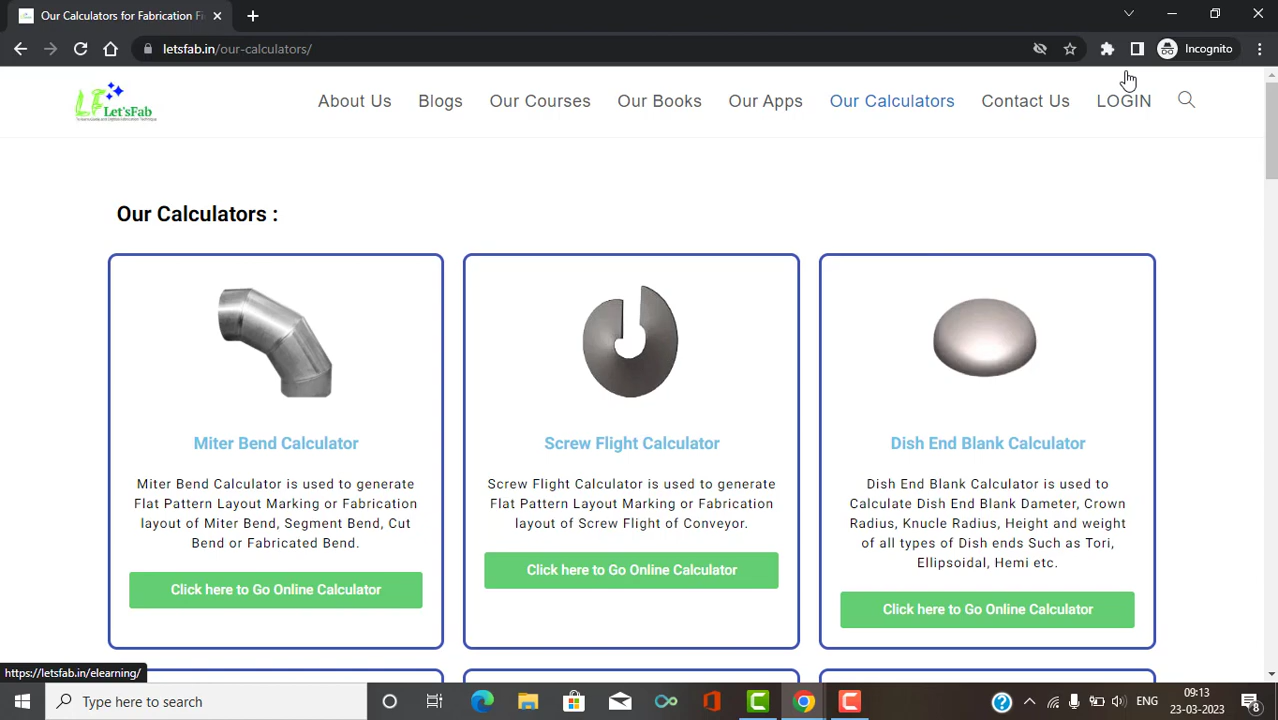 Our Calculators for Fabrication Fi
letsfab.in/our-calculators/
Incognito
LF Let'sFab
About Us
Blogs
Our Courses
Our Books
Our Apps
Our Calculators
Contact Us
LOGIN
Our Calculators :
Miter Bend Calculator
Miter Bend Calculator is used to generate
Flat Pattern Layout Marking or Fabrication
layout of Miter Bend, Segment Bend, Cut
Bend or Fabricated Bend.
Click here to Go Online Calculator
Screw Flight Calculator
Screw Flight Calculator is used to generate
Flat Pattern Layout Marking or Fabrication
layout of Screw Flight of Conveyor.
Click here to Go Online Calculator
Dish End Blank Calculator
Dish End Blank Calculator is used to
Calculate Dish End Blank Dameter, Crown
Radius, Knucle Radius, Height and weight
of all types of Dish ends Such as Tori,
Ellipsoidal, Hemi etc.
Click here to Go Online Calculator
https://letsfab.in/elearning/
Type here to search
ENG
09:13
23-03-2023
8